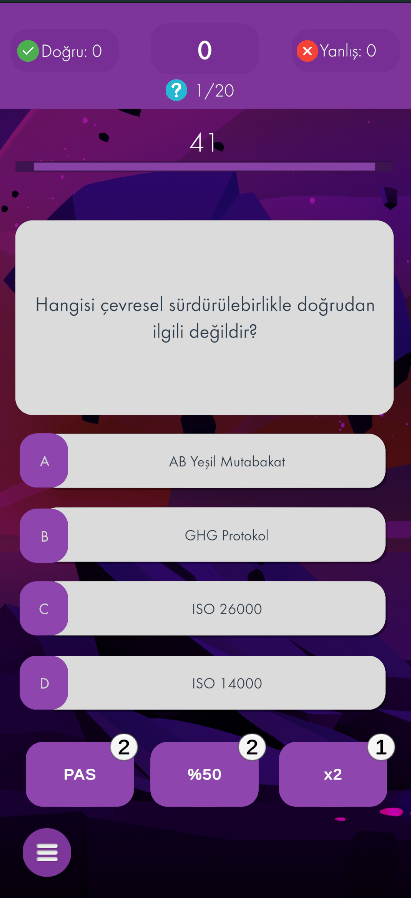 Doğru: 0
0
Yanlış: 0
? 1/20
41
Hangisi çevresel sürdürülebirlikle doğrudan
ilgili değildir?
A AB Yeşil Mutabakat
B GHG Protokol
C ISO 26000
D ISO 14000
PAS 2
%50 2
x2 1